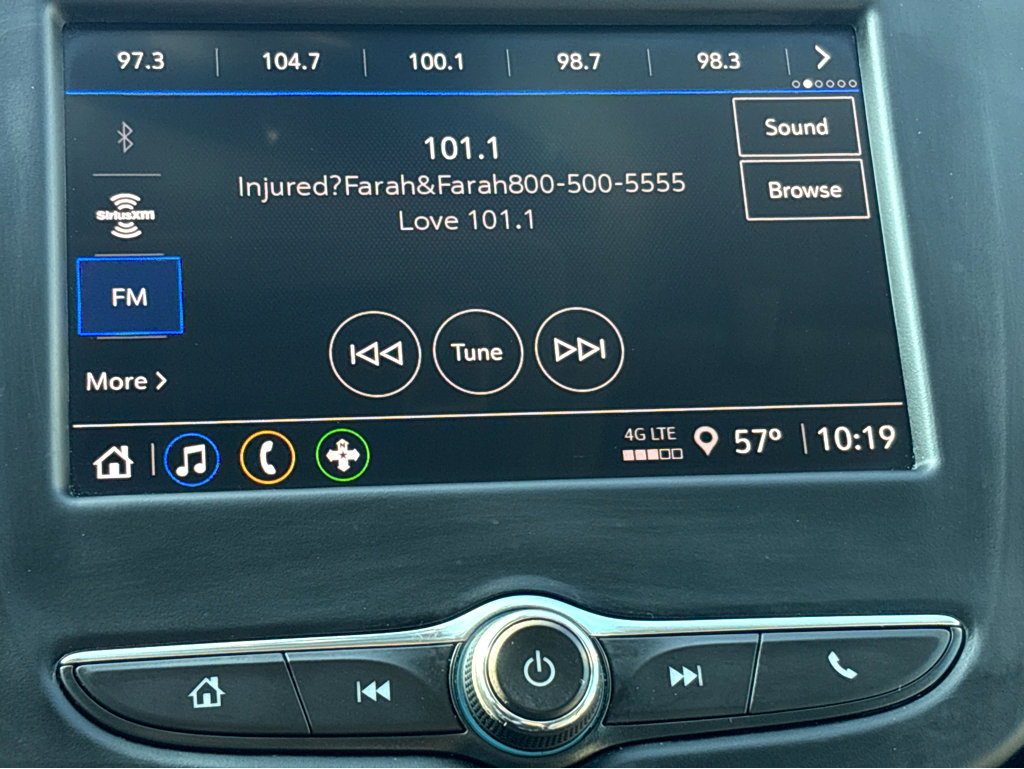 97.3 104.7 100.1 98.7 98.3
Sound
101.1
Injured?Farah&Farah800-500-5555
Browse
Love 101.1
SiriusXM
FM
Tune
More
4G LTE
57° 10:19
N